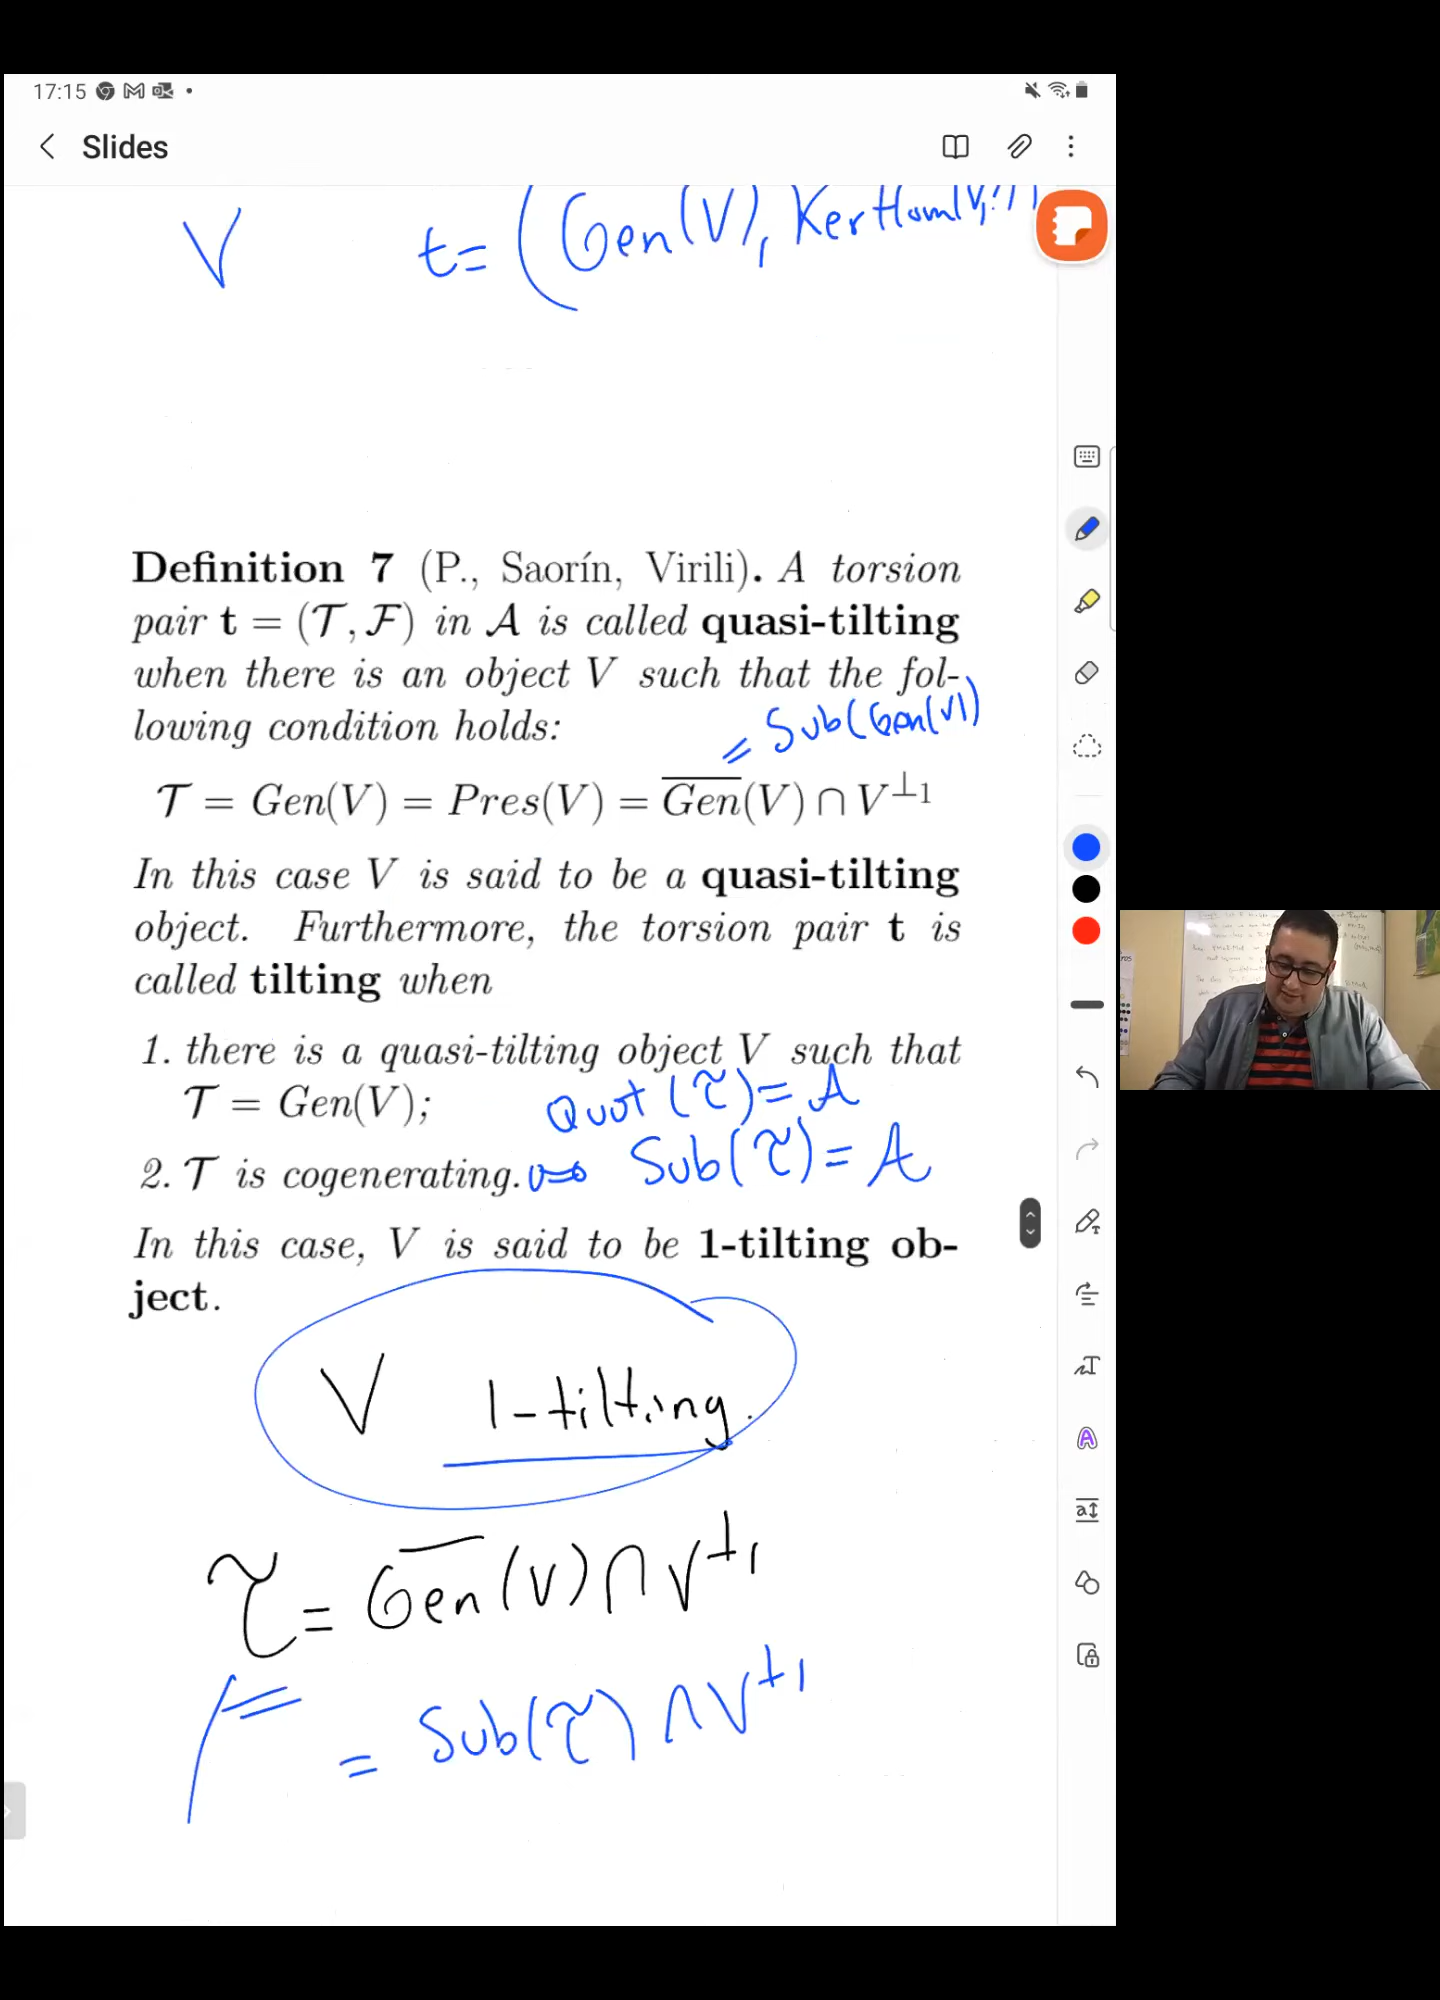 17:15
Slides
V t = (Gen(V), KerHom(V,?))
Definition 7 (P., Saorín, Virili). A torsion
pair t = (𝒯, ℱ) in 𝒜 is called quasi-tilting
when there is an object V such that the fol-
lowing condition holds:
= Sub(Gen(V))
𝒯 = Gen(V) = Pres(V) = \overline{Gen}(V) ∩ V^{⊥_1}
In this case V is said to be a quasi-tilting
object. Furthermore, the torsion pair t is
called tilting when
1. there is a quasi-tilting object V such that
𝒯 = Gen(V);
Quot(𝒯) = 𝒜
2. 𝒯 is cogenerating. Sub(𝒯) = 𝒜
In this case, V is said to be 1-tilting ob-
ject.
V 1-tilting.
𝒯 = \overline{Gen}(V) ∩ V^{⊥_1}
= Sub(𝒯) ∩ V^{⊥_1}